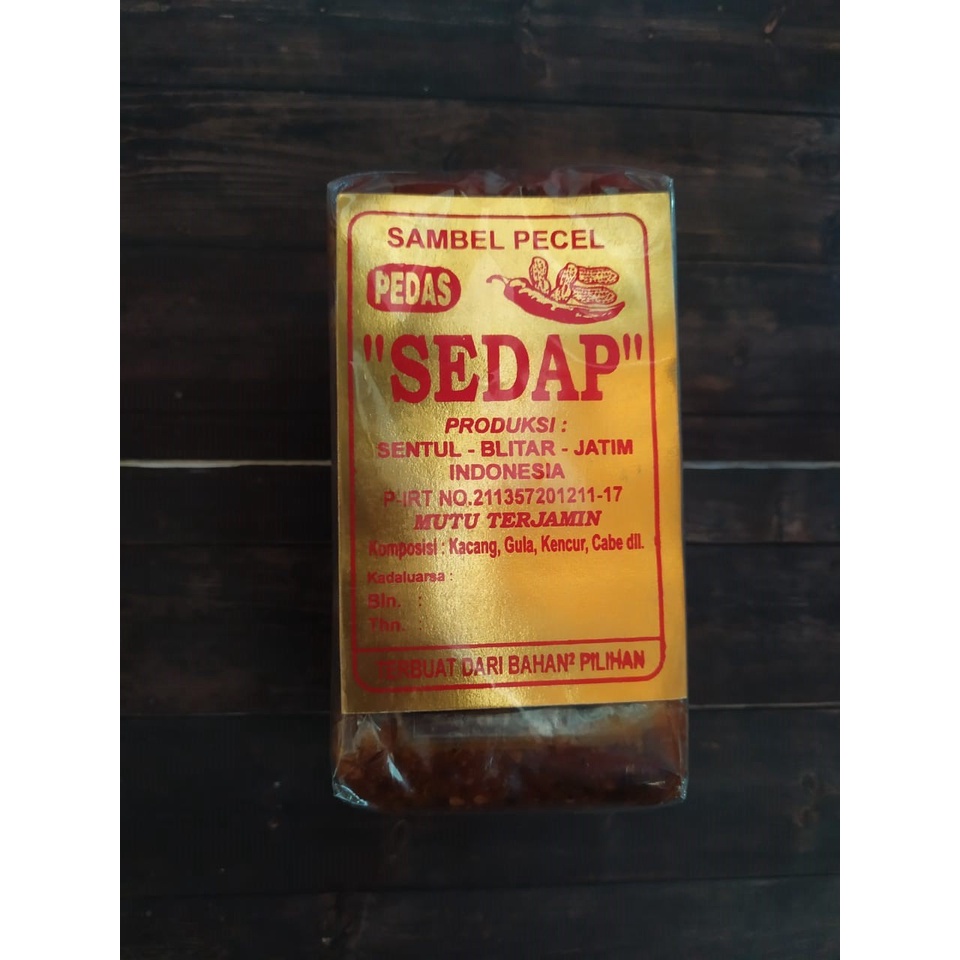 SAMBEL PECEL
PEDAS
"SEDAP"
PRODUKSI :
SENTUL - BLITAR - JATIM
INDONESIA
P-IRT NO.211357201211-17
MUTU TERJAMIN
Komposisi : Kacang, Gula, Kencur, Cabe dll.
Kadaluarsa :
Bln. :
Thn.
TERBUAT DARI BAHAN² PILIHAN